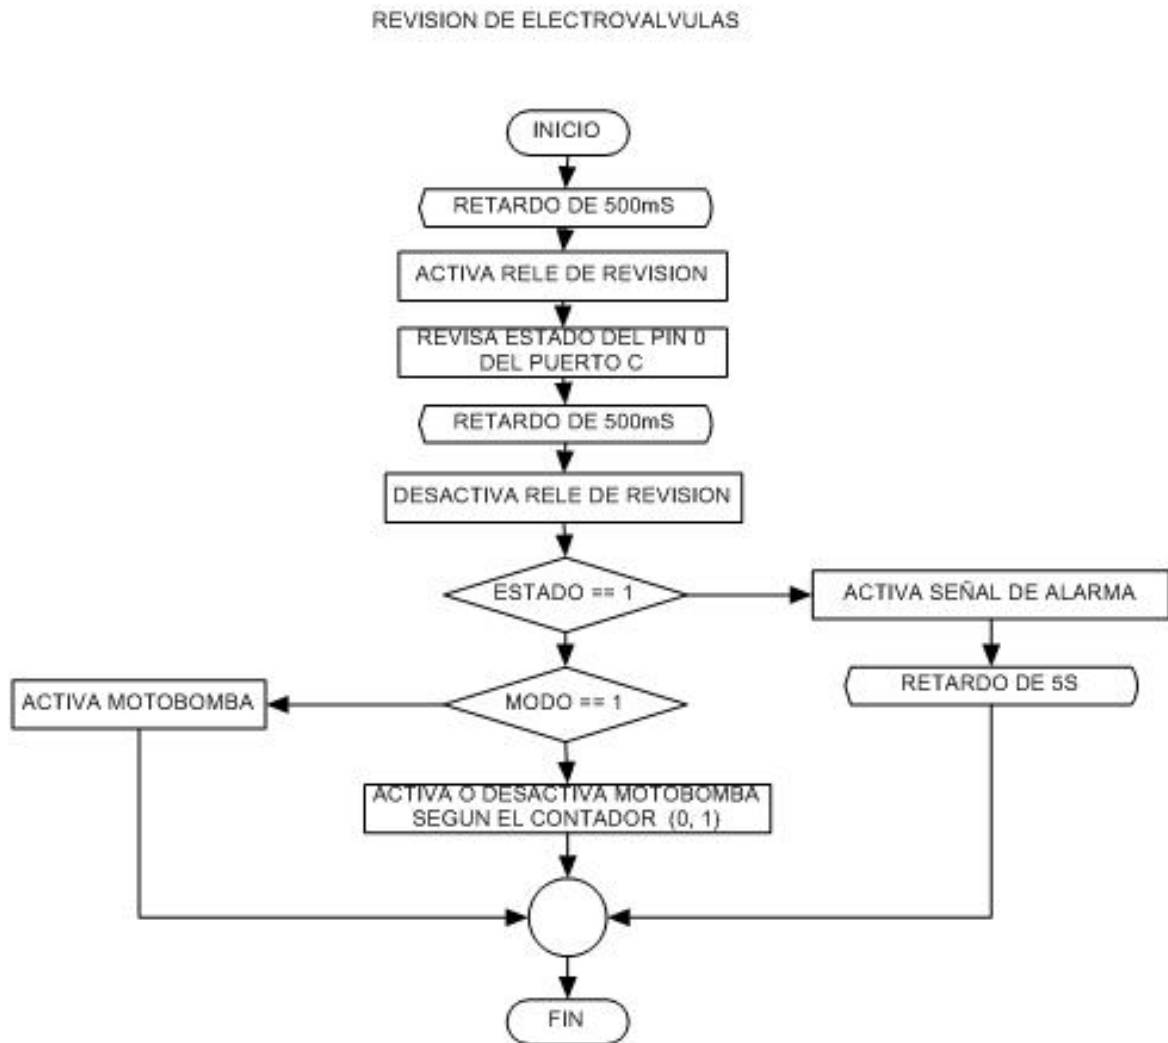 REVISION DE ELECTROVALVULAS
INICIO
RETARDO DE 500mS
ACTIVA RELE DE REVISION
REVISA ESTADO DEL PIN 0
DEL PUERTO C
RETARDO DE 500mS
DESACTIVA RELE DE REVISION
ESTADO == 1
ACTIVA SEÑAL DE ALARMA
RETARDO DE 5S
MODO == 1
ACTIVA MOTOBOMBA
ACTIVA O DESACTIVA MOTOBOMBA
SEGUN EL CONTADOR (0, 1)
FIN